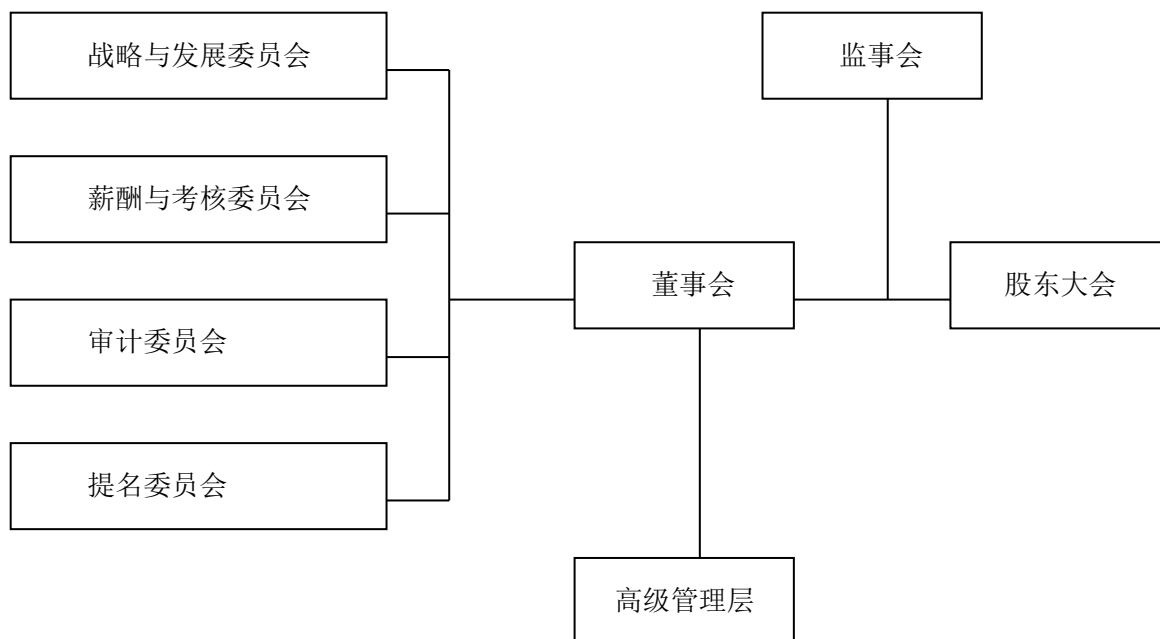 战略与发展委员会
监事会
薪酬与考核委员会
董事会
股东大会
审计委员会
提名委员会
高级管理层